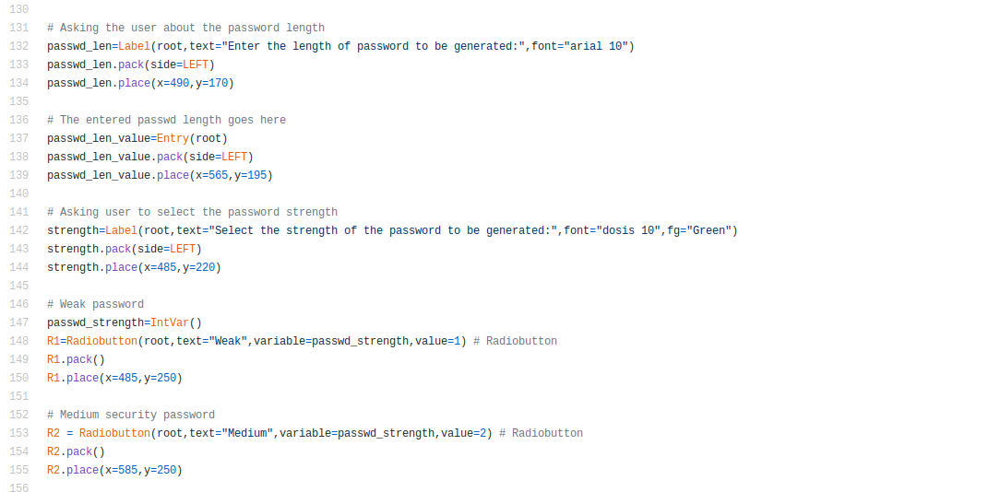 130
131 # Asking the user about the password length
132 passwd_len=Label(root,text="Enter the length of password to be generated:",font="arial 10")
133 passwd_len.pack(side=LEFT)
134 passwd_len.place(x=490,y=170)
135
136 # The entered passwd length goes here
137 passwd_len_value=Entry(root)
138 passwd_len_value.pack(side=LEFT)
139 passwd_len_value.place(x=565,y=195)
140
141 # Asking user to select the password strength
142 strength=Label(root,text="Select the strength of the password to be generated:",font="dosis 10",fg="Green")
143 strength.pack(side=LEFT)
144 strength.place(x=485,y=220)
145
146 # Weak password
147 passwd_strength=IntVar()
148 R1=Radiobutton(root,text="Weak",variable=passwd_strength,value=1) # Radiobutton
149 R1.pack()
150 R1.place(x=485,y=250)
151
152 # Medium security password
153 R2 = Radiobutton(root,text="Medium",variable=passwd_strength,value=2) # Radiobutton
154 R2.pack()
155 R2.place(x=585,y=250)
156